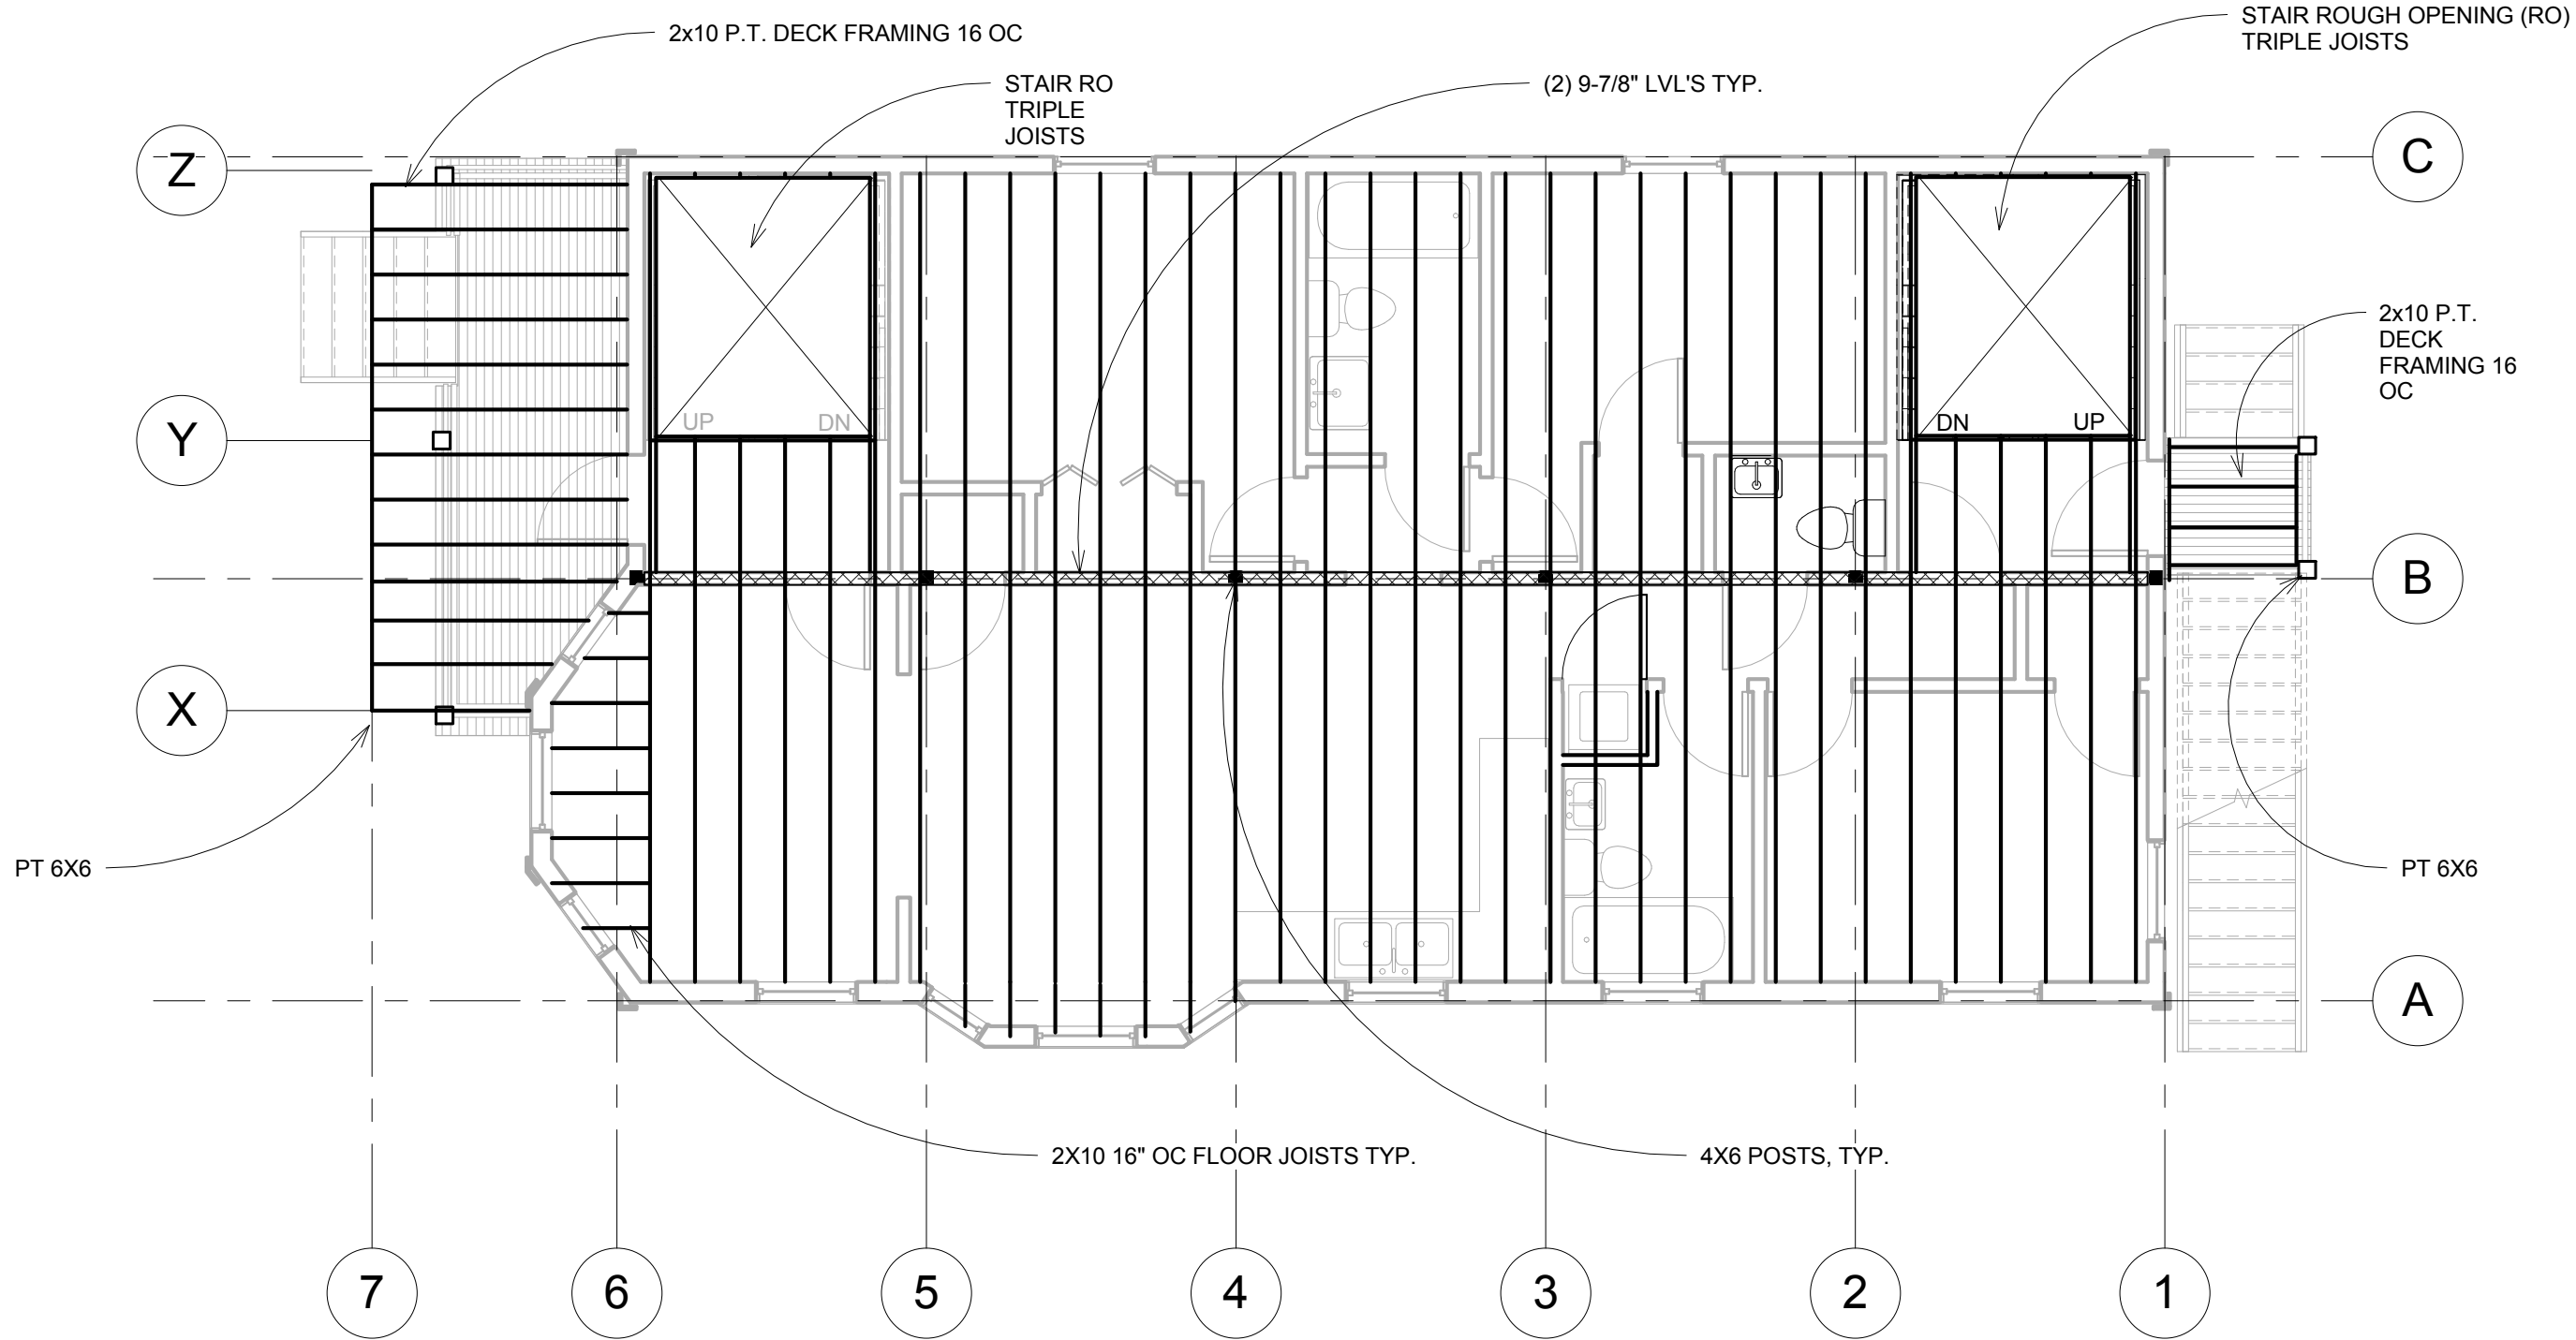 STAIR ROUGH OPENING (RO)
TRIPLE JOISTS
2x10 P.T. DECK FRAMING 16 OC
STAIR RO
TRIPLE
JOISTS
(2) 9-7/8" LVL'S TYP.
Z
C
2x10 P.T.
DECK
FRAMING 16
OC
UP
DN
DN
UP
Y
B
X
PT 6X6
PT 6X6
A
2X10 16" OC FLOOR JOISTS TYP.
4X6 POSTS, TYP.
7
6
5
4
3
2
1